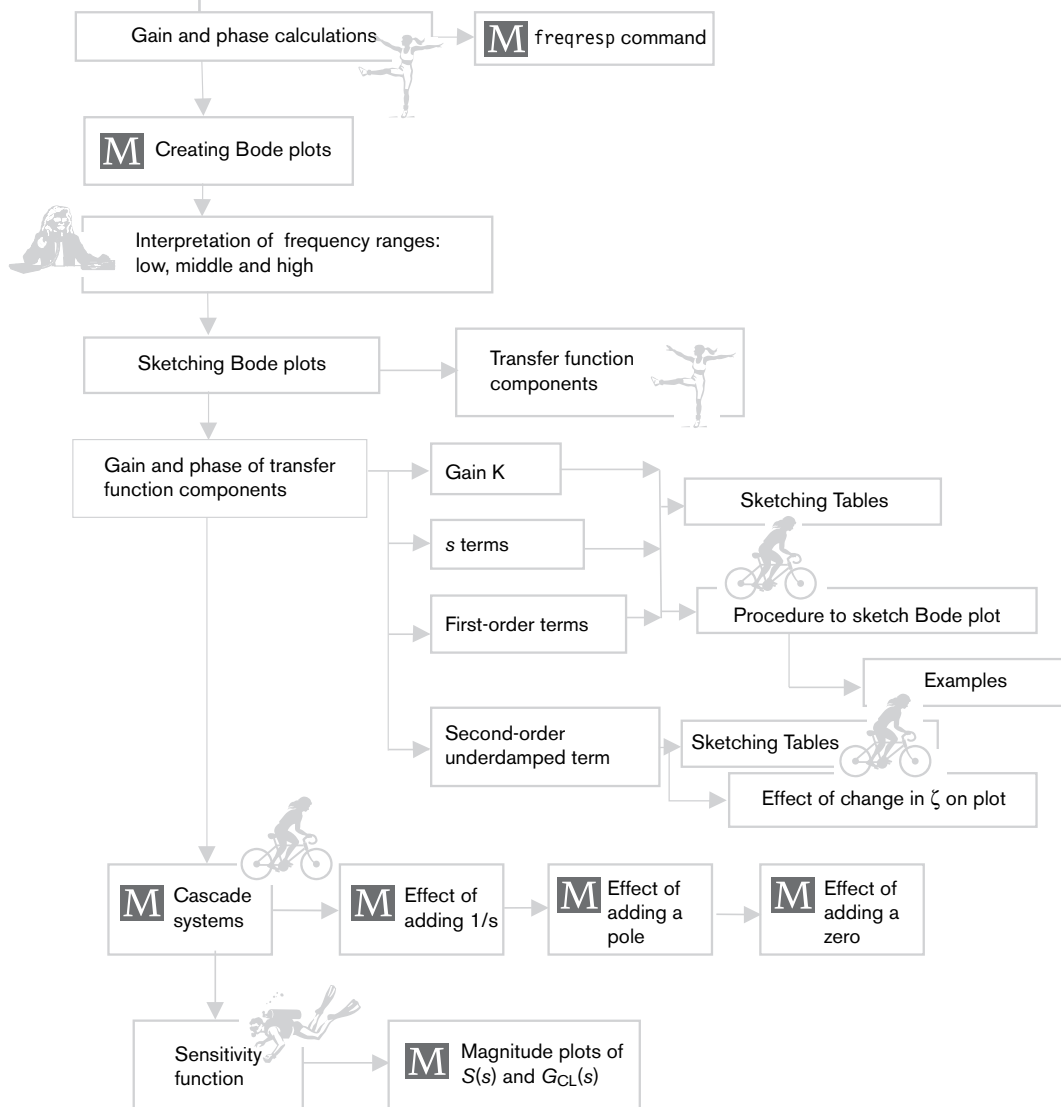 Gain and phase calculations
M freqresp command
M Creating Bode plots
Interpretation of frequency ranges:
low, middle and high
Sketching Bode plots
Transfer function
components
Gain and phase of transfer
function components
Gain K
s terms
First-order terms
Sketching Tables
Procedure to sketch Bode plot
Examples
Second-order
underdamped term
Sketching Tables
Effect of change in ζ on plot
M Cascade
systems
M Effect of
adding 1/s
M Effect of
adding a
pole
M Effect of
adding a
zero
Sensitivity
function
M Magnitude plots of
S(s) and G_CL(s)